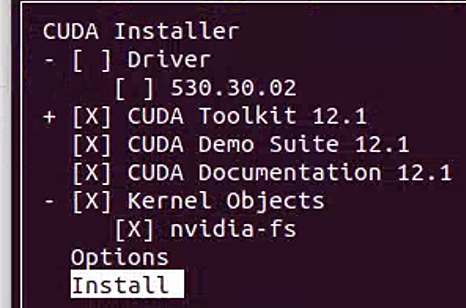 CUDA Installer
- [ ] Driver
[ ] 530.30.02
+ [X] CUDA Toolkit 12.1
[X] CUDA Demo Suite 12.1
[X] CUDA Documentation 12.1
- [X] Kernel Objects
[X] nvidia-fs
Options
Install